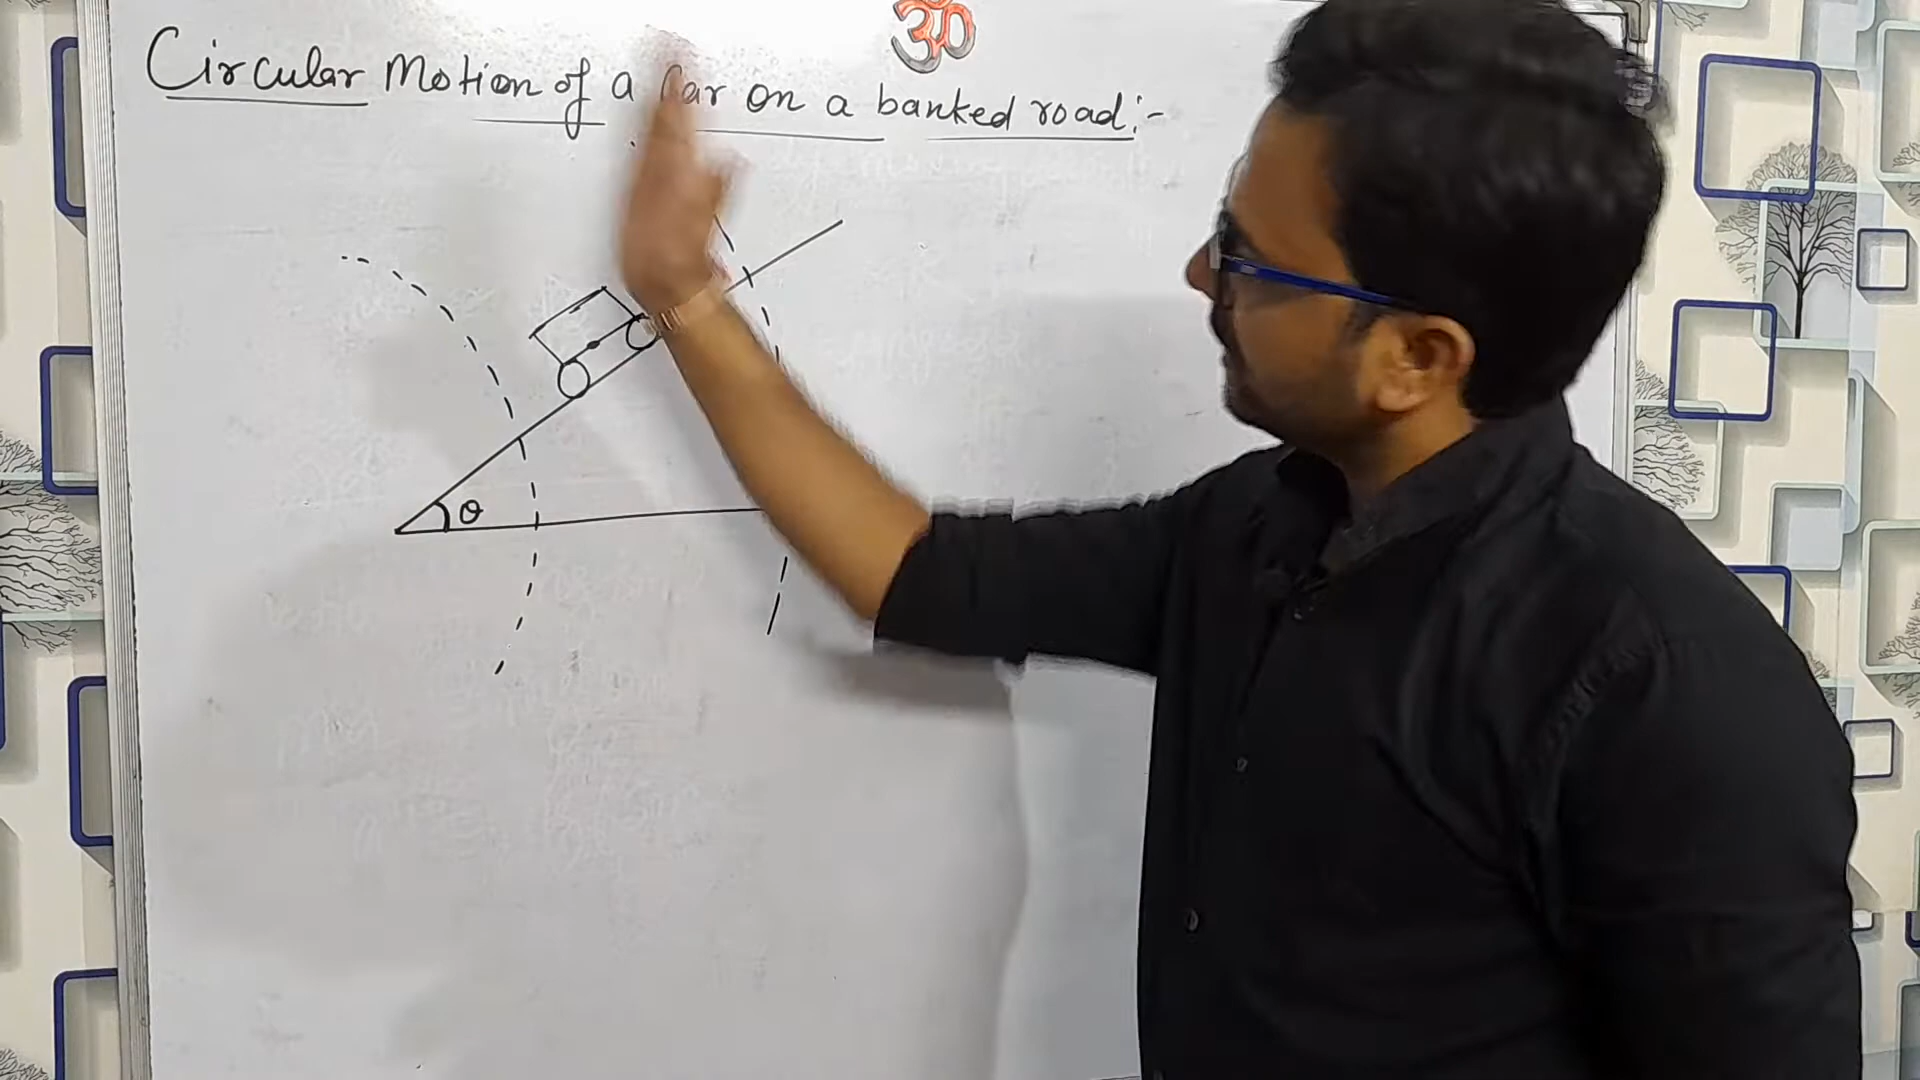 ॐ
Circular Motion of a Car on a banked road:-
θ